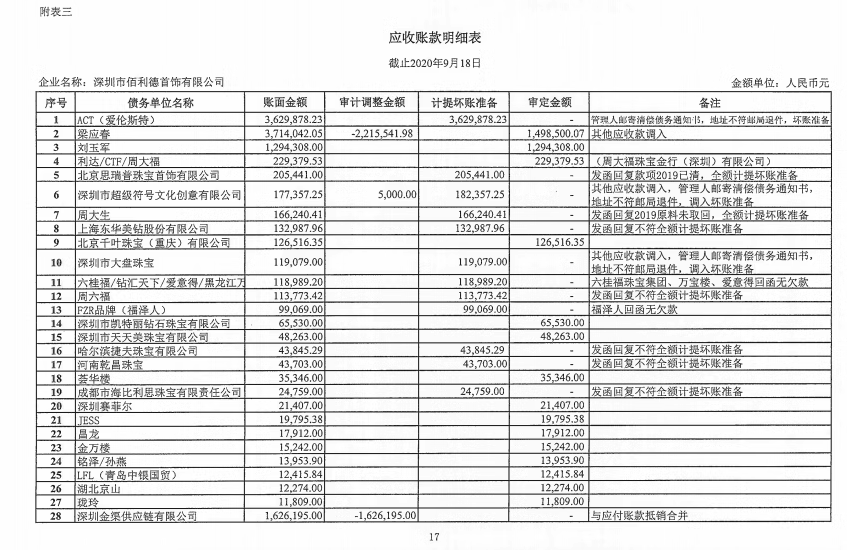 附表三
应收账款明细表
截止2020年9月18日
企业名称：深圳市佰利德首饰有限公司 金额单位：人民币元
序号 债务单位名称 账面金额 审计调整金额 计提坏账准备 审定金额 备注
1 ACT（爱伦斯特） 3,629,878.23 3,629,878.23 - 管理人邮寄清偿债务通知书，地址不符邮局退件，坏账准备
2 梁应春 3,714,042.05 -2,215,541.98 1,498,500.07 其他应收款调入
3 刘玉军 1,294,308.00 1,294,308.00
4 利达/CTF/周大福 229,379.53 229,379.53 （周大福珠宝金行（深圳）有限公司）
5 北京思瑞普珠宝首饰有限公司 205,441.00 205,441.00 - 发函回复款项2019已清，全额计提坏账准备
6 深圳市超级符号文化创意有限公司 177,357.25 5,000.00 182,357.25 - 其他应收款调入，管理人邮寄清偿债务通知书，
地址不符邮局退件，调入坏账准备
7 周大生 166,240.41 166,240.41 - 发函回复2019原料未取回，全额计提坏账准备
8 上海东华美钻股份有限公司 132,987.96 132,987.96 - 发函回复不符全额计提坏账准备
9 北京千叶珠宝（重庆）有限公司 126,516.35 126,516.35
10 深圳市大盘珠宝 119,079.00 119,079.00 - 其他应收款调入，管理人邮寄清偿债务通知书，
地址不符邮局退件，调入坏账准备
11 六桂福/钻汇天下/爱意得/黑龙江万 118,989.20 118,989.20 - 六桂福珠宝集团、万宝楼、爱意得回函无欠款
12 周六福 113,773.42 113,773.42 - 发函回复不符全额计提坏账准备
13 FZR品牌（福泽人） 99,069.00 99,069.00 - 福泽人回函无欠款
14 深圳市凯特丽钻石珠宝有限公司 65,530.00 65,530.00
15 深圳市天天美珠宝有限公司 48,263.00 48,263.00
16 哈尔滨捷夫珠宝有限公司 43,845.29 43,845.29 - 发函回复不符全额计提坏账准备
17 河南乾昌珠宝 43,703.00 43,703.00 - 发函回复不符全额计提坏账准备
18 荟华楼 35,346.00 35,346.00
19 成都市海比利思珠宝有限责任公司 24,759.00 24,759.00 - 发函回复不符全额计提坏账准备
20 深圳赛菲尔 21,407.00 21,407.00
21 JESS 19,795.38 19,795.38
22 昌龙 17,912.00 17,912.00
23 金万楼 15,242.00 15,242.00
24 铭泽/孙燕 13,953.90 13,953.90
25 LFL（青岛中银国贸） 12,415.84 12,415.84
26 湖北京山 12,274.00 12,274.00
27 珑玲 11,809.00 11,809.00
28 深圳金渠供应链有限公司 1,626,195.00 -1,626,195.00 - 与应付账款抵销合并
17